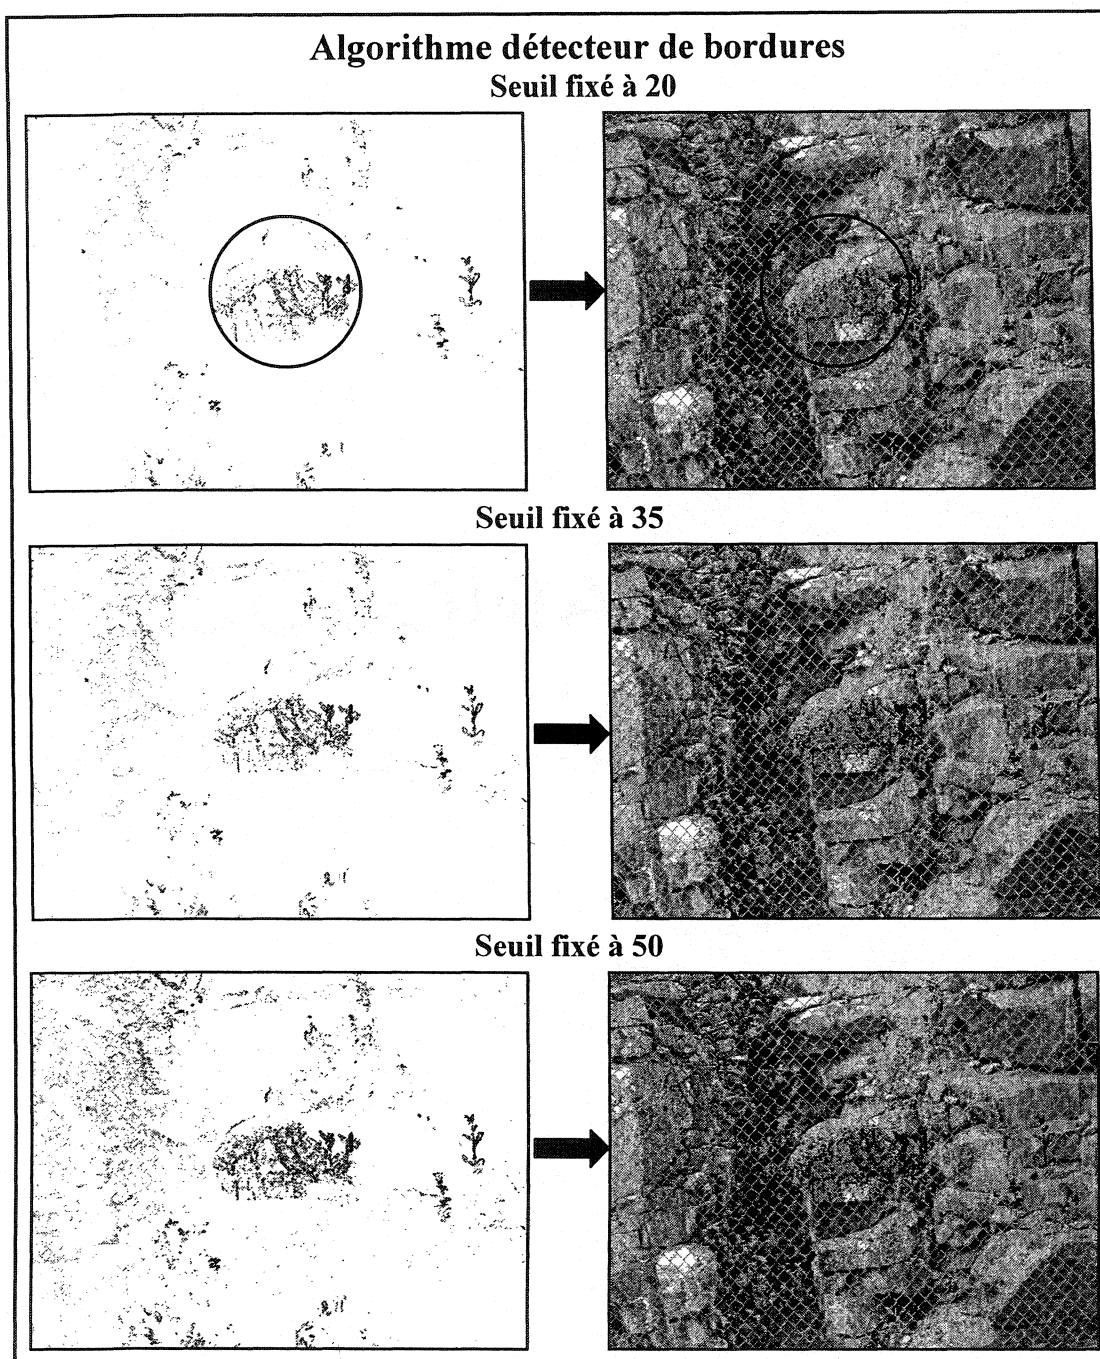 Algorithme détecteur de bordures
Seuil fixé à 20
Seuil fixé à 35
Seuil fixé à 50